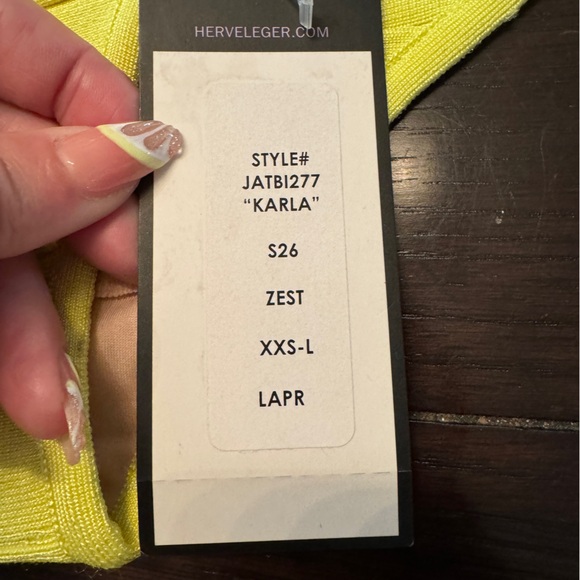 HERVELEGER.COM
STYLE#
JATBI277
“KARLA”
S26
ZEST
XXS-L
LAPR